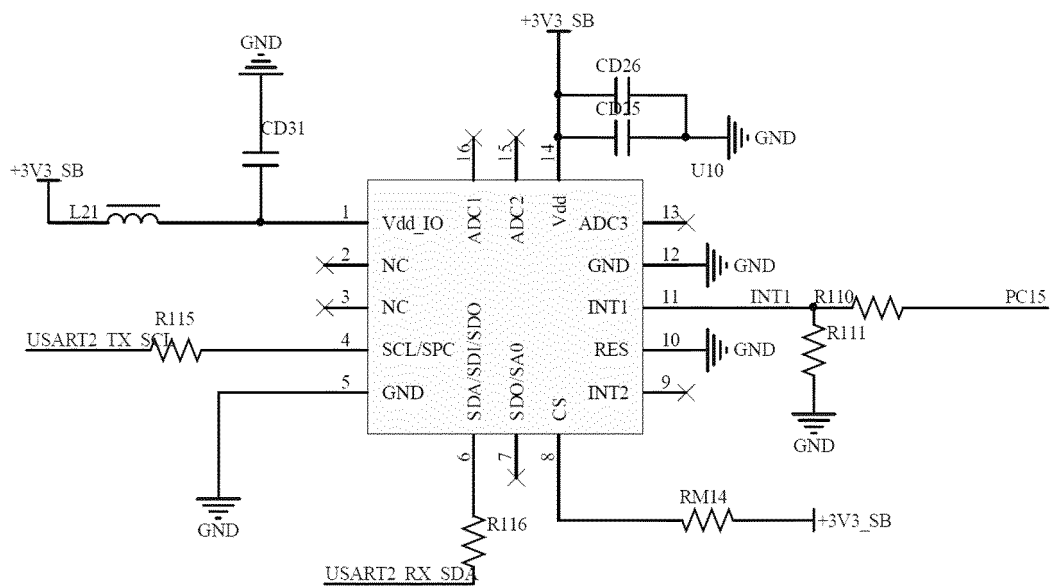 +3V3_SB
GND
CD26
CD25
GND
U10
CD31
+3V3_SB
L21
16
15
14
ADC1
ADC2
Vdd
1
Vdd_IO
ADC3
13
2
NC
GND
12
GND
3
NC
INT1
11
INT1
R110
PC15
R115
R111
USART2_TX_SCL
4
SCL/SPC
RES
10
GND
5
GND
INT2
9
SDA/SDI/SDO
SDO/SA0
CS
GND
6
7
8
GND
R116
RM14
+3V3_SB
USART2_RX_SDA